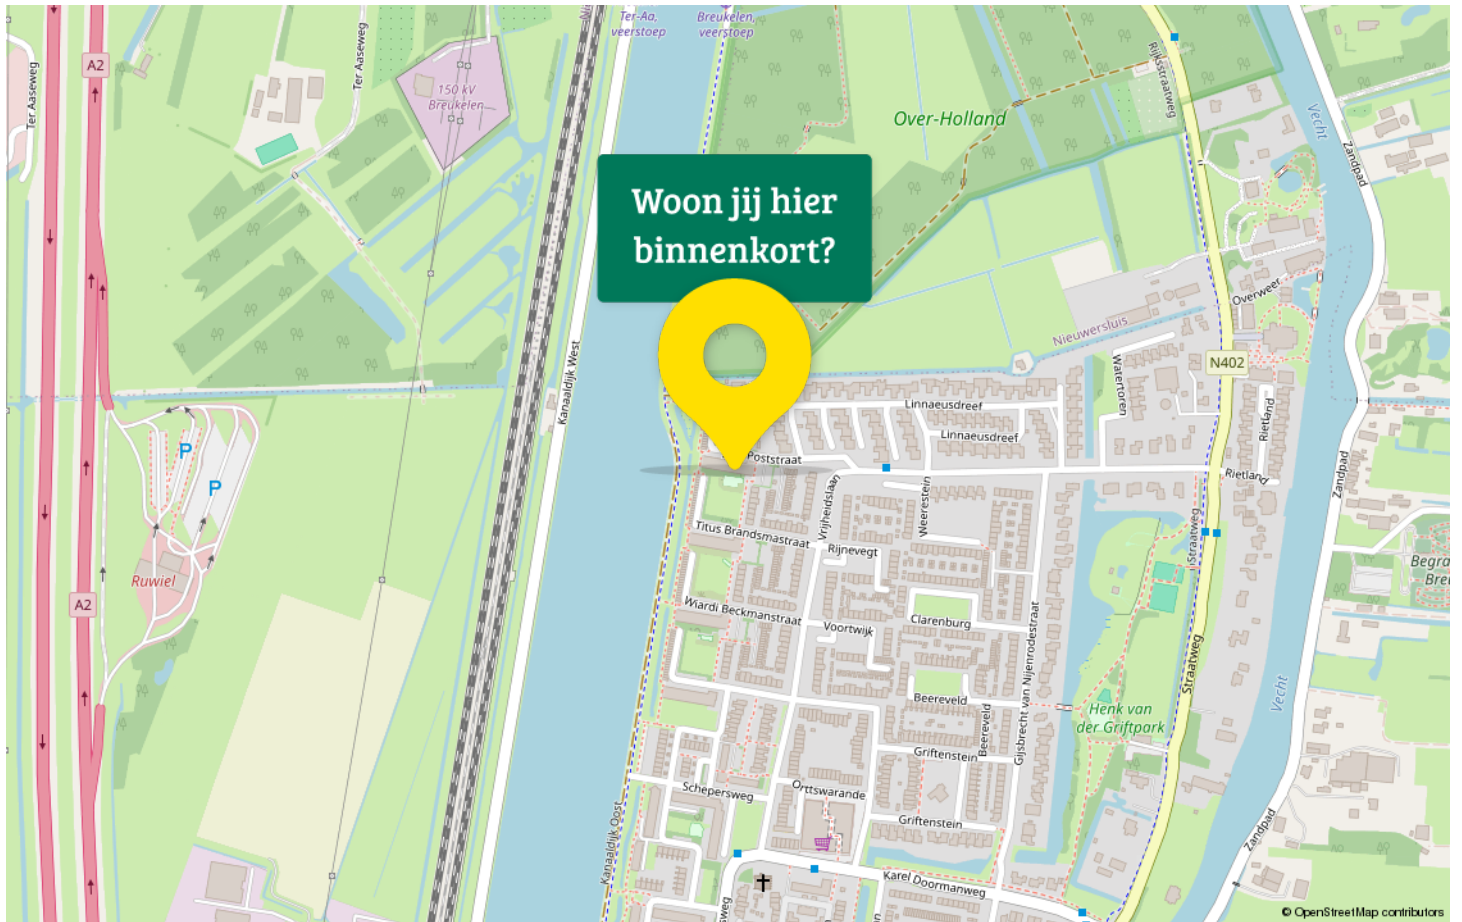 Ter-Aa,
veerstoep
Breukelen,
veerstoep
A2
Ter Aaseweg
Ter Aaseweg
150 kV
Breukelen
Rijksstraatweg
Over-Holland
Vecht
Zandpad
Woon jij hier
binnenkort?
Overweer
Nieuwersluis
N402
Kanaaldijk West
Watertoren
Linnaeusdreef
Linnaeusdreef
Rietland
P
P
Poststraat
Rietland
Zandpad
Vrijheidslaan
Weerestein
Straatweg
Titus Brandsmastraat
Rijnevegt
Ruwiel
A2
Wiardi Beckmanstraat
Voortwijk
Clarenburg
Gijsbrecht van Nijenrodestraat
Straatweg
Vecht
Beereveld
Beereveld
Henk van
der Griftpark
Griftenstein
Schepersweg
Orttswarande
Griftenstein
Kanaaldijk Oost
Zandpad
Karel Doormanweg
© OpenStreetMap contributors